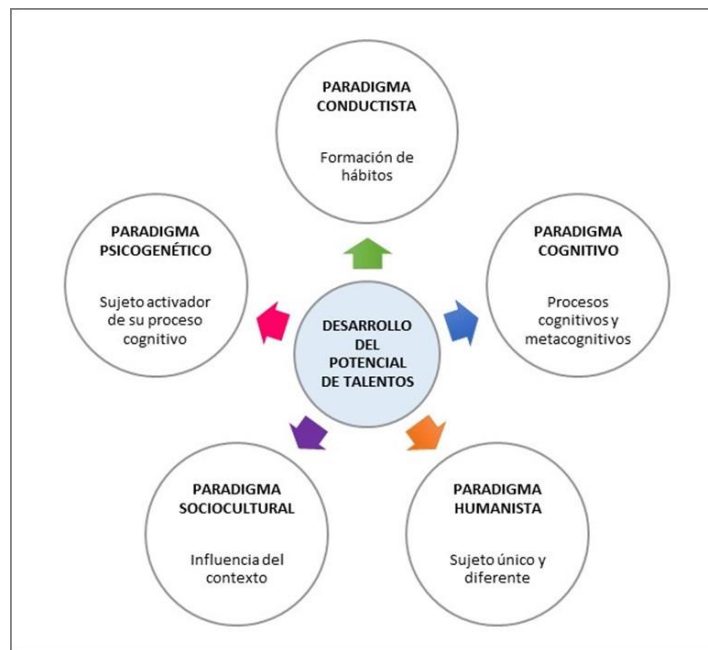 PARADIGMA
CONDUCTISTA
Formación de
hábitos
PARADIGMA
PSICOGENÉTICO
Sujeto activador
de su proceso
cognitivo
PARADIGMA
COGNITIVO
Procesos
cognitivos y
metacognitivos
DESARROLLO
DEL
POTENCIAL
DE TALENTOS
PARADIGMA
SOCIOCULTURAL
Influencia del
contexto
PARADIGMA
HUMANISTA
Sujeto único y
diferente